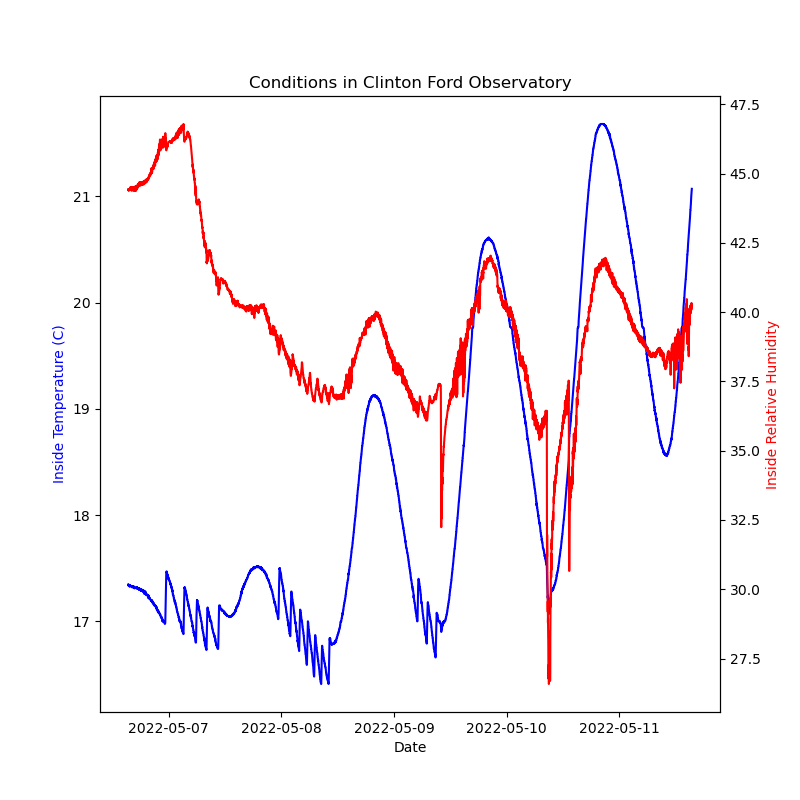 Conditions in Clinton Ford Observatory
Inside Temperature (C)
21
20
19
18
17
47.5
45.0
42.5
40.0
37.5
35.0
32.5
30.0
27.5
Inside Relative Humidity
2022-05-07 2022-05-08 2022-05-09 2022-05-10 2022-05-11
Date